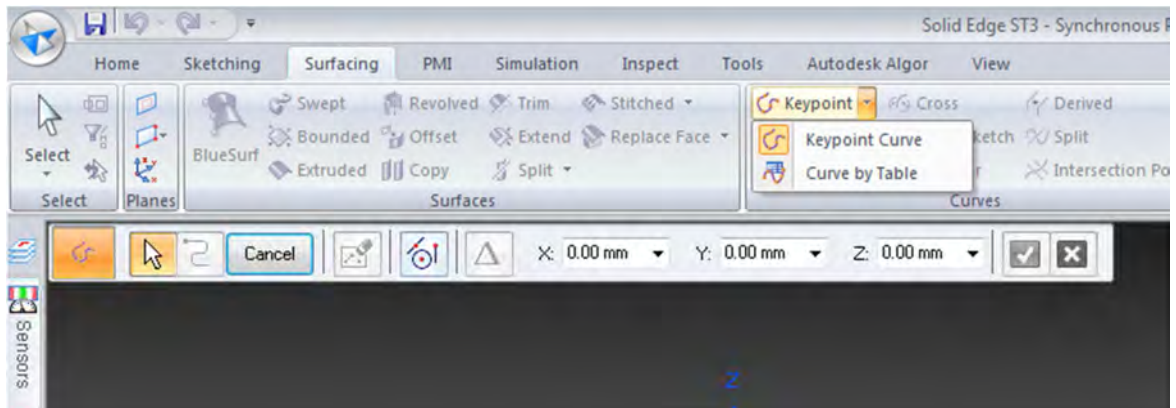 Solid Edge ST3 - Synchronous
Home Sketching Surfacing PMI Simulation Inspect Tools Autodesk Algor View
Select
Select
Planes
BlueSurf
Swept Revolved Trim Stitched
Bounded Offset Extend Replace Face
Extruded Copy Split
Surfaces
Keypoint Cross Derived
Keypoint Curve
Split
Curve by Table
Intersection
Curves
Cancel X: 0.00 mm Y: 0.00 mm Z: 0.00 mm
Sensors
Z